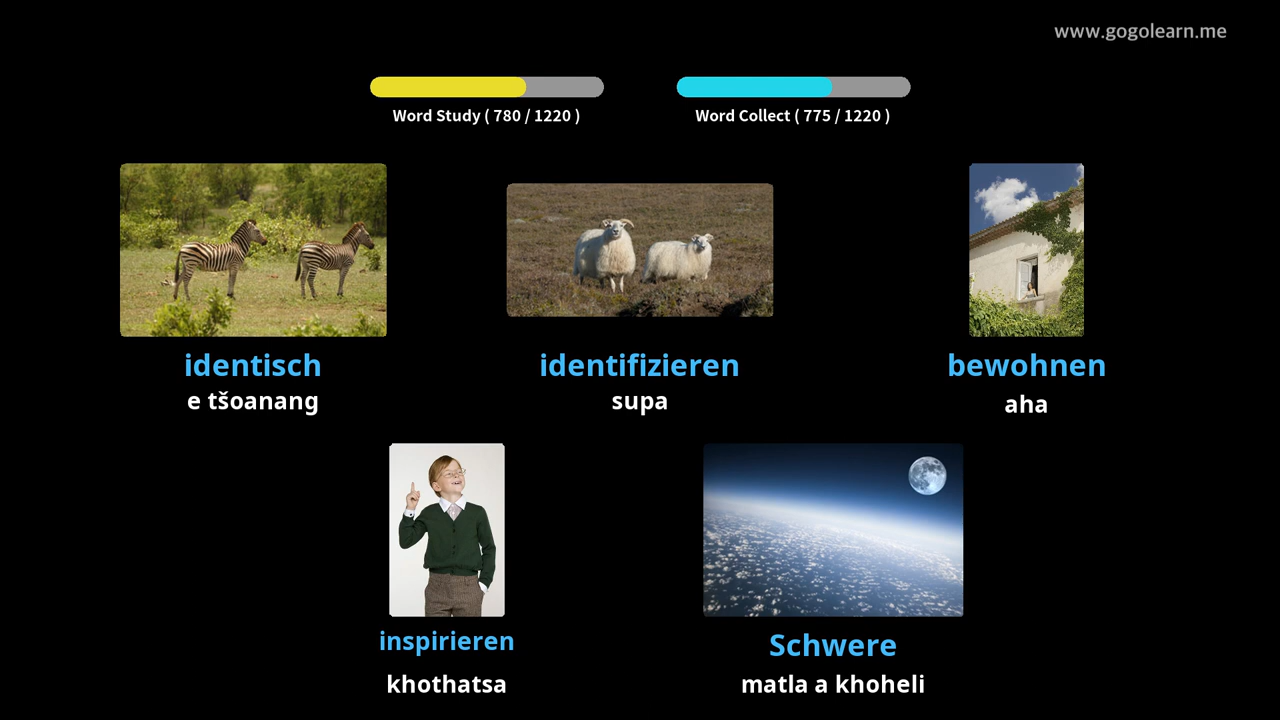 www.gogolearn.me
Word Study ( 780 / 1220 )
Word Collect ( 775 / 1220 )
identisch
e tšoanang
identifizieren
supa
bewohnen
aha
inspirieren
khothatsa
Schwere
matla a khoheli